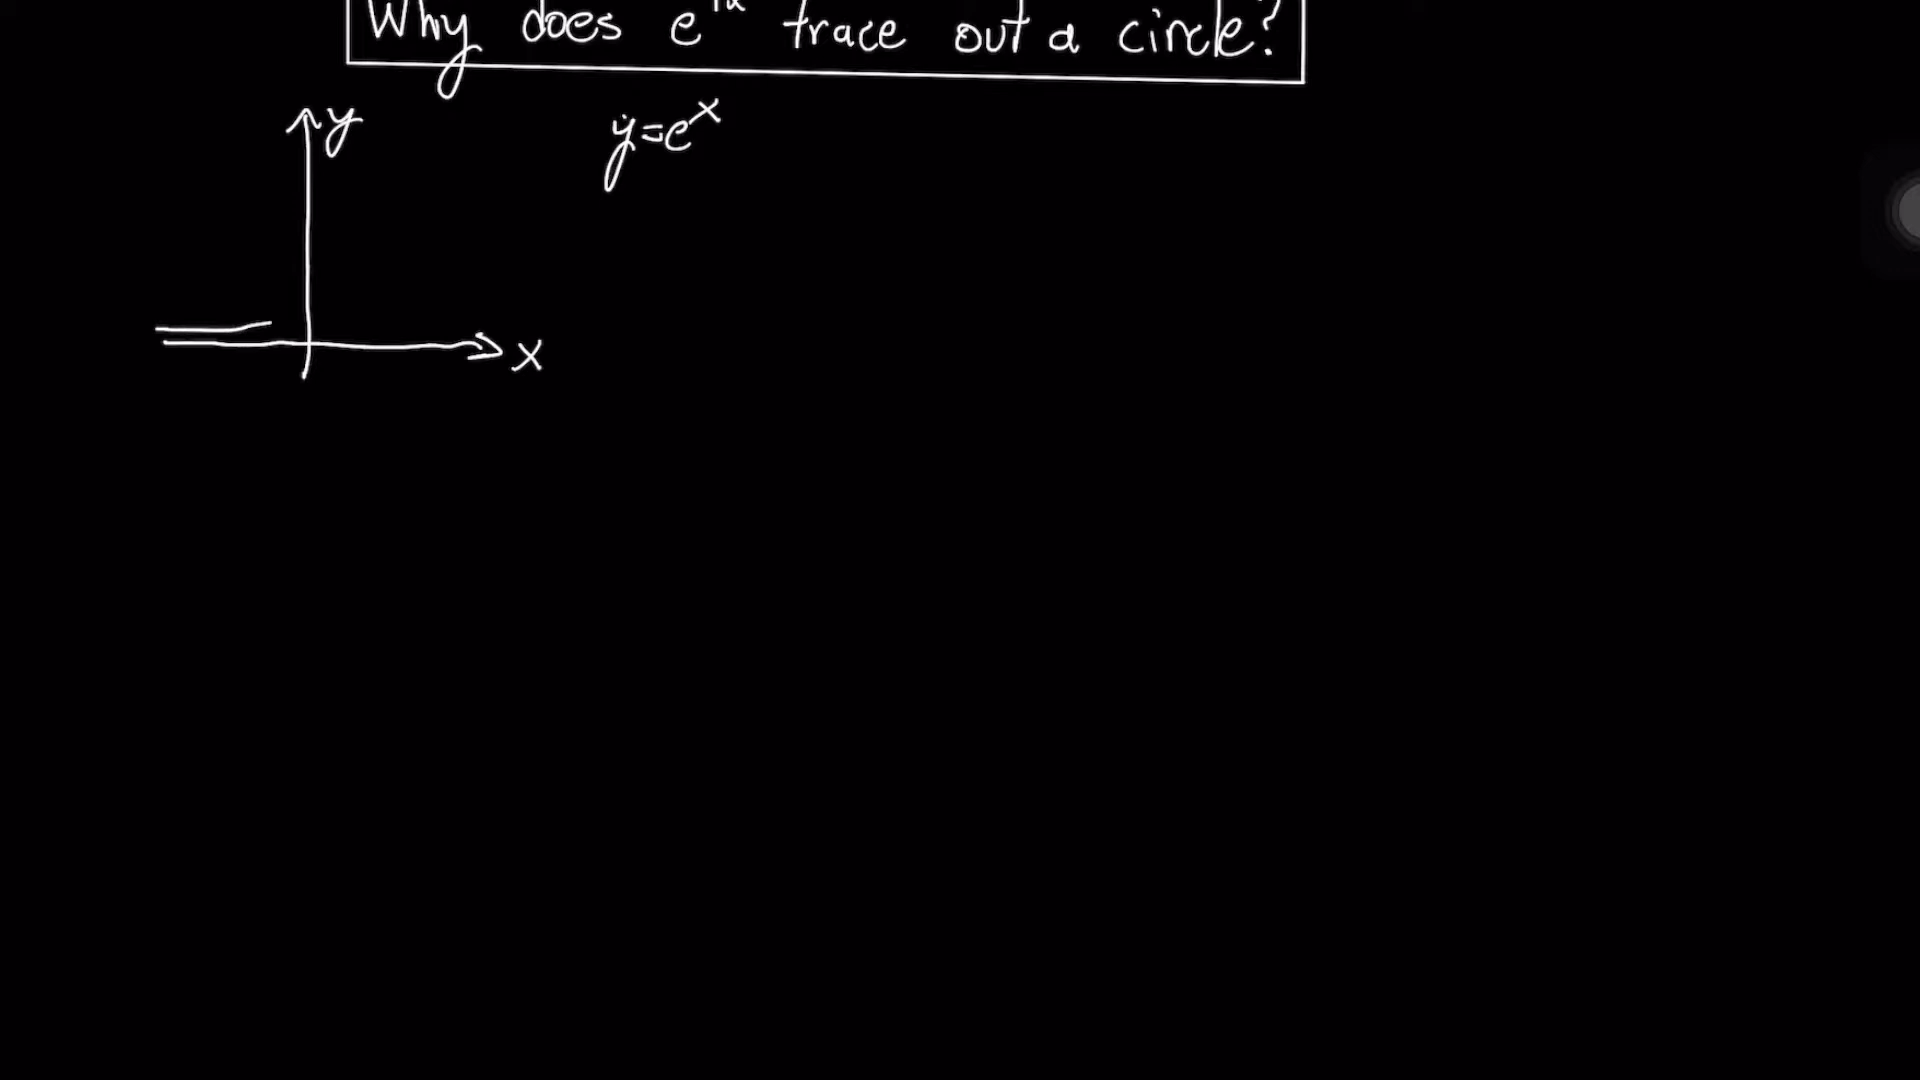 Why does e^iα trace out a circle?
y
y=e^x
x